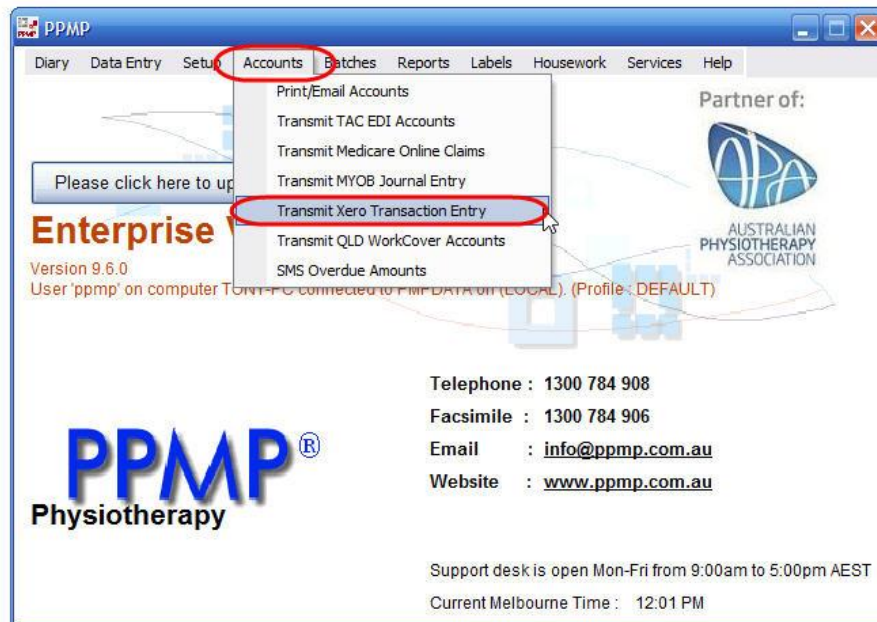 PPMP
Diary Data Entry Setup Accounts Batches Reports Labels Housework Services Help
Print/Email Accounts
Transmit TAC EDI Accounts
Transmit Medicare Online Claims
Transmit MYOB Journal Entry
Transmit Xero Transaction Entry
Transmit QLD WorkCover Accounts
SMS Overdue Amounts
Partner of:
APA
AUSTRALIAN
PHYSIOTHERAPY
ASSOCIATION
Please click here to
Enterprise
Version 9.6.0
User 'ppmp' on computer TONY-PC connected to PMPDATA on (LOCAL). (Profile : DEFAULT)
Telephone : 1300 784 908
Facsimile : 1300 784 906
Email : info@ppmp.com.au
Website : www.ppmp.com.au
PPMP®
Physiotherapy
Support desk is open Mon-Fri from 9:00am to 5:00pm AEST
Current Melbourne Time : 12:01 PM